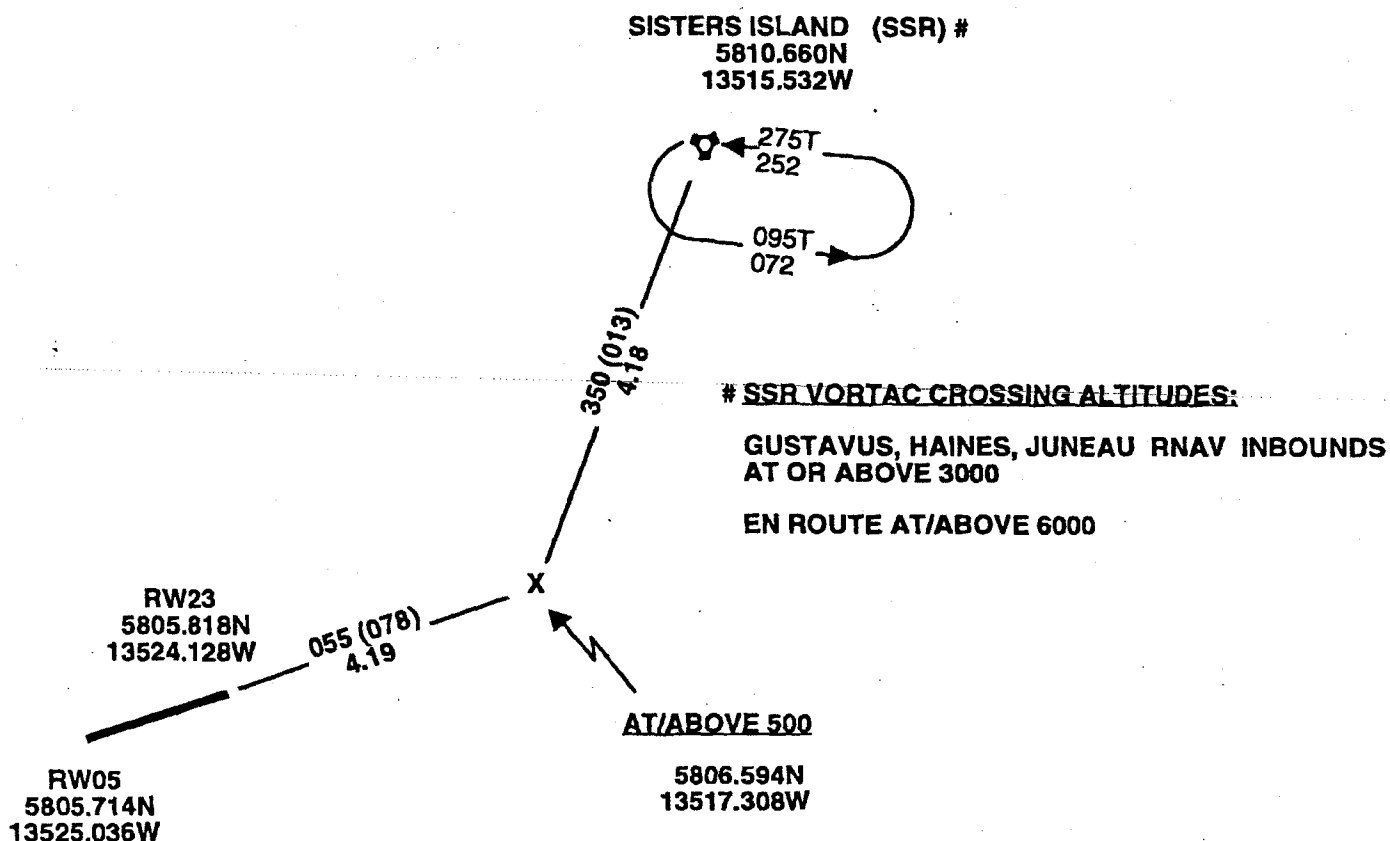 SISTERS ISLAND (SSR) #
5810.660N
13515.532W
275T
252
095T
072
350 (013)
4.18
# SSR VORTAC CROSSING ALTITUDES:
GUSTAVUS, HAINES, JUNEAU RNAV INBOUNDS
AT OR ABOVE 3000
EN ROUTE AT/ABOVE 6000
X
RW23
5805.818N
13524.128W
055 (078)
4.19
AT/ABOVE 500
5806.594N
13517.308W
RW05
5805.714N
13525.036W